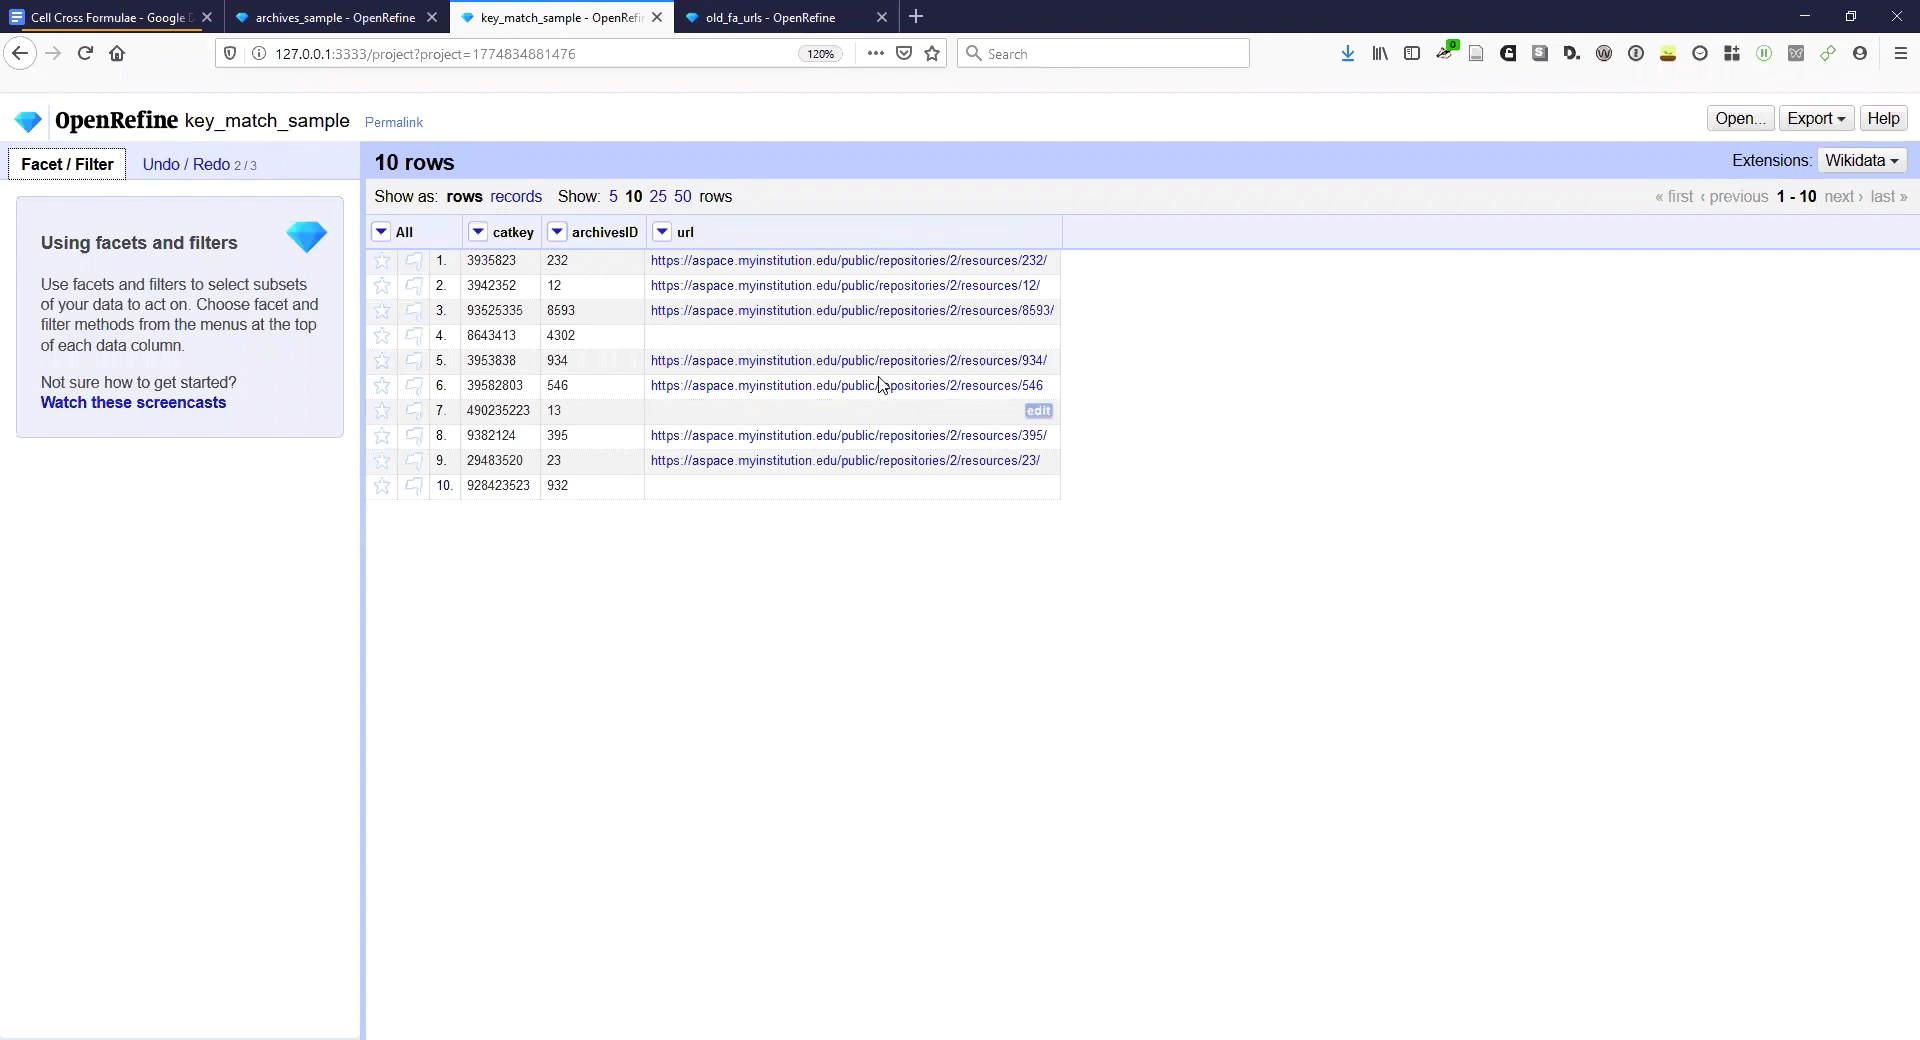 Cell Cross Formulae - Google D
archives_sample - OpenRefine
key_match_sample - OpenRefin
old_fa_urls - OpenRefine
127.0.0.1:3333/project?project=1774834881476
120%
Search
0
OpenRefine key_match_sample Permalink
Open... Export Help
Facet / Filter Undo / Redo 2 / 3
10 rows
Extensions: Wikidata
Show as: rows records Show: 5 10 25 50 rows
« first ‹ previous 1 - 10 next › last »
Using facets and filters
Use facets and filters to select subsets
of your data to act on. Choose facet and
filter methods from the menus at the top
of each data column.
Not sure how to get started?
Watch these screencasts
All catkey archivesID url
1. 3935823 232 https://aspace.myinstitution.edu/public/repositories/2/resources/232/
2. 3942352 12 https://aspace.myinstitution.edu/public/repositories/2/resources/12/
3. 93525335 8593 https://aspace.myinstitution.edu/public/repositories/2/resources/8593/
4. 8643413 4302
5. 3953838 934 https://aspace.myinstitution.edu/public/repositories/2/resources/934/
6. 39582803 546 https://aspace.myinstitution.edu/public/repositories/2/resources/546
7. 490235223 13 edit
8. 9382124 395 https://aspace.myinstitution.edu/public/repositories/2/resources/395/
9. 29483520 23 https://aspace.myinstitution.edu/public/repositories/2/resources/23/
10. 928423523 932